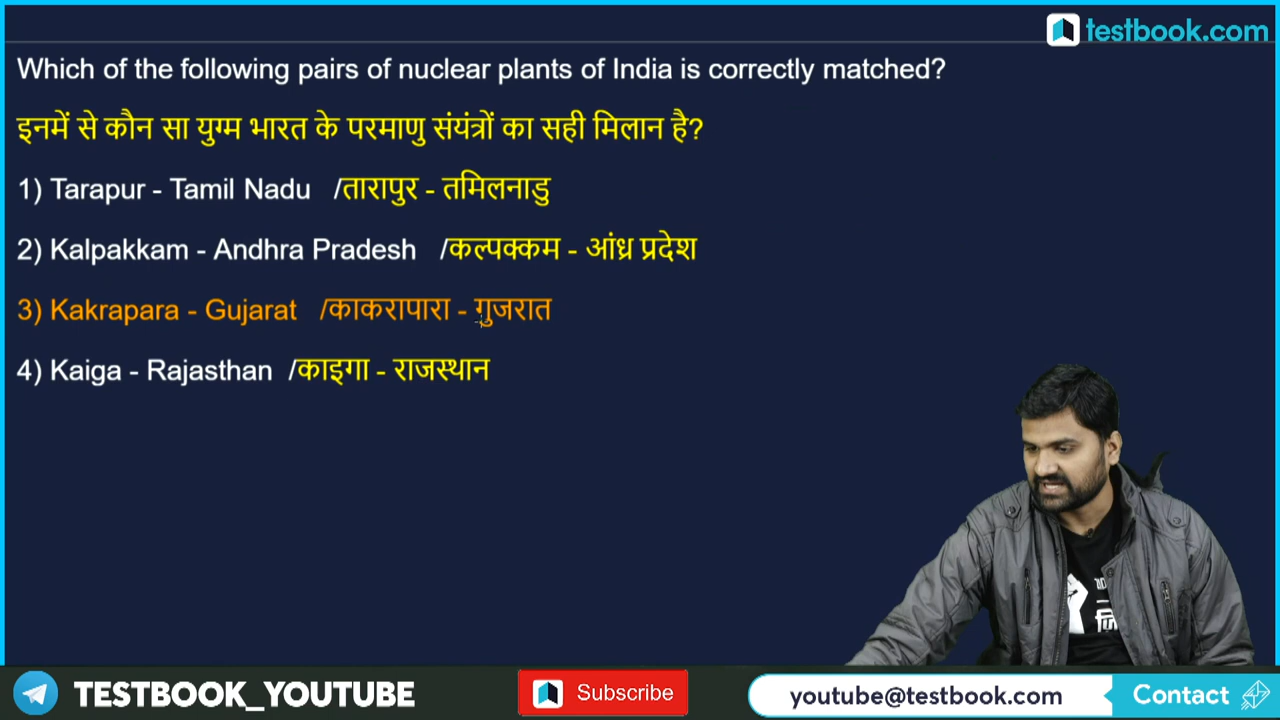 testbook.com
Which of the following pairs of nuclear plants of India is correctly matched?
इनमें से कौन सा युग्म भारत के परमाणु संयंत्रों का सही मिलान है?
1) Tarapur - Tamil Nadu /तारापुर - तमिलनाडु
2) Kalpakkam - Andhra Pradesh /कल्पक्कम - आंध्र प्रदेश
3) Kakrapara - Gujarat /काकरापारा - गुजरात
4) Kaiga - Rajasthan /काइगा - राजस्थान
TESTBOOK_YOUTUBE Subscribe youtube@testbook.com Contact